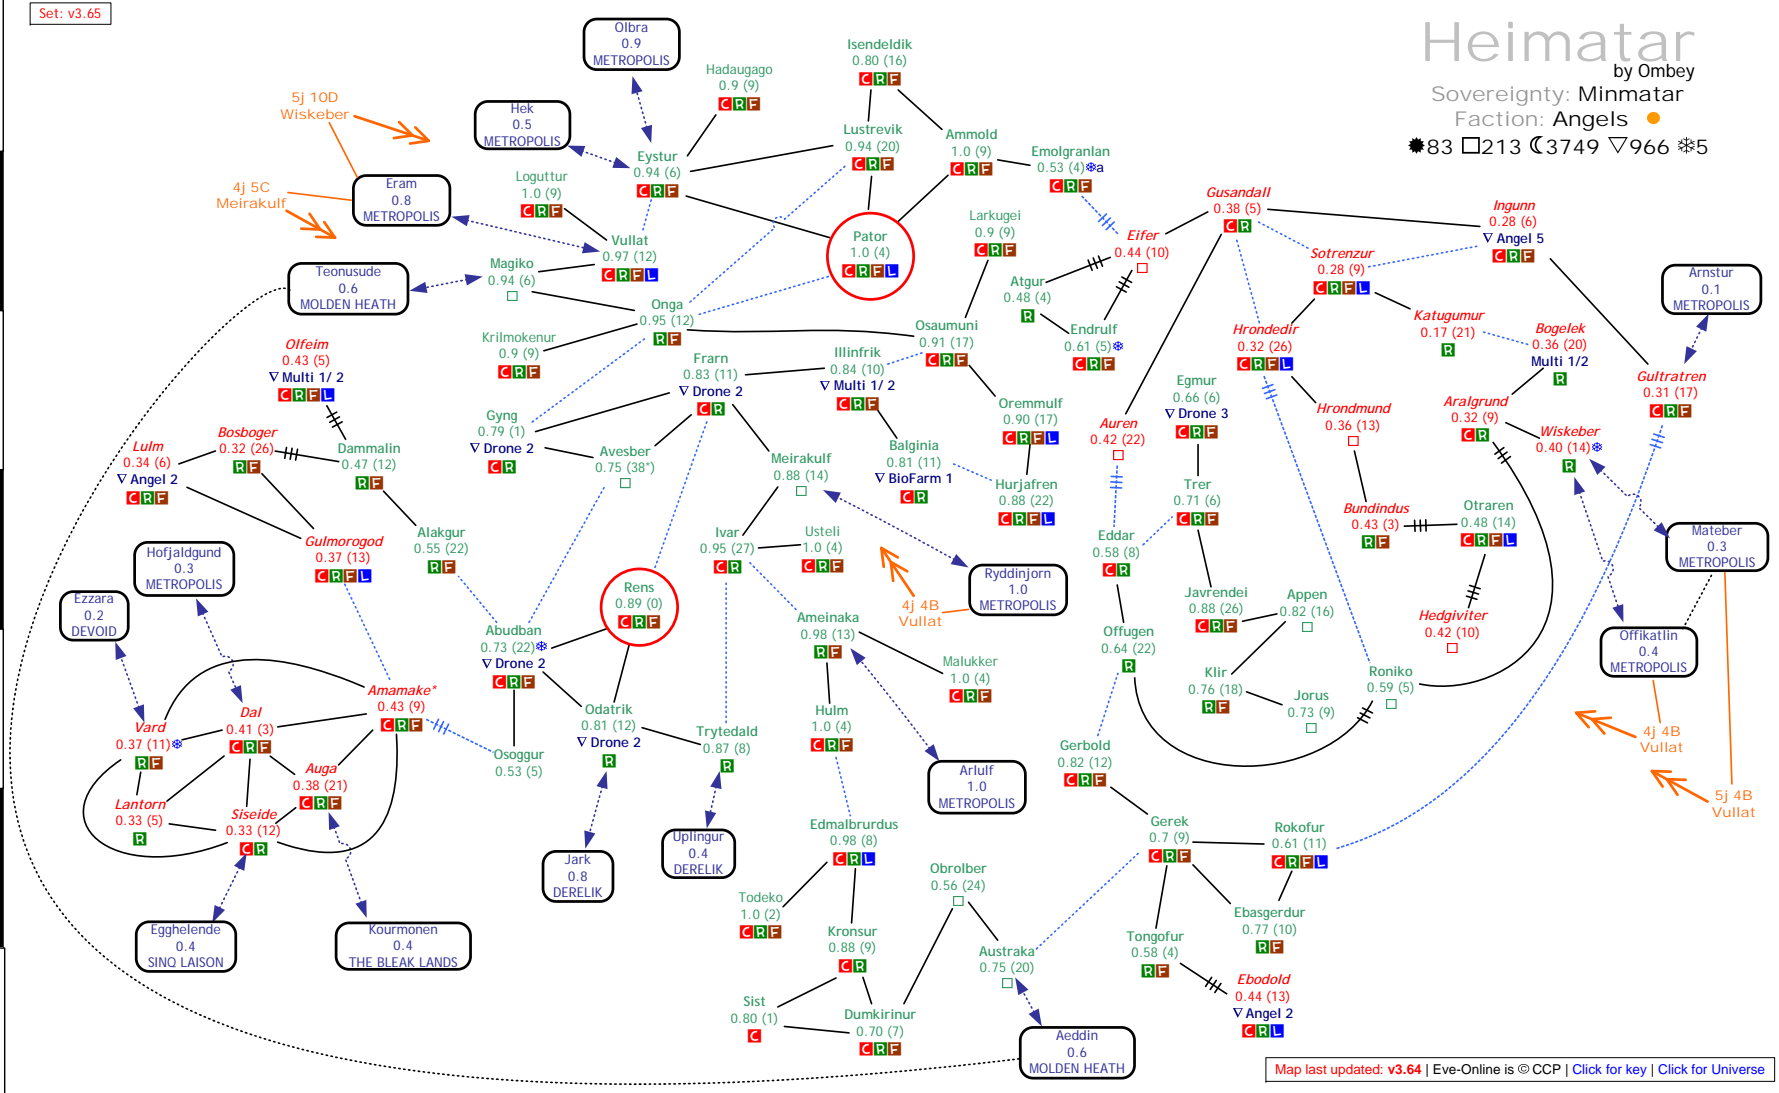 Set: v3.65
Heimatar
by Ombey
Sovereignty: Minmatar
Faction: Angels
83 213 3749 966 5
Olbra
0.9
METROPOLIS
Hadaugago
0.9 (9)
C R F
Isendeldik
0.80 (16)
C R F
5j 10D
Wiskeber
Hek
0.5
METROPOLIS
Eystur
0.94 (6)
C R F
Lustrevik
0.94 (20)
C R F
Ammold
1.0 (9)
C R F
Emolgranlan
0.53 (4) a
C R F
Loguttur
1.0 (9)
C R F
Eram
0.8
METROPOLIS
4j 5C
Meirakulf
Vullat
0.97 (12)
C R F L
Pator
1.0 (4)
C R F L
Larkugei
0.9 (9)
C R F
Gusandall
0.38 (5)
C R
Ingunn
0.28 (6)
Angel 5
C R F
Eifer
0.44 (10)
Sotrenzur
0.28 (9)
C R F L
Arnstur
0.1
METROPOLIS
Teonusude
0.6
MOLDEN HEATH
Magiko
0.94 (6)
Atgur
0.48 (4)
R
Onga
0.95 (12)
R F
Krilmokenur
0.9 (9)
C R F
Osaumuni
0.91 (17)
C R F
Endrulf
0.61 (5)
C R F
Hrondedir
0.32 (26)
C R F L
Katugumur
0.17 (21)
R
Bogelek
0.36 (20)
Multi 1/2
R
Olfeim
0.43 (5)
Multi 1/ 2
C R F L
Frarn
0.83 (11)
Drone 2
C R
Illinfrik
0.84 (10)
Multi 1/ 2
C R F
Egmur
0.66 (6)
Drone 3
C R F
Gultratren
0.31 (17)
C R F
Gyng
0.79 (1)
Drone 2
C R
Oremmulf
0.90 (17)
C R F L
Auren
0.42 (22)
Hrondmund
0.36 (13)
Aralgrund
0.32 (9)
C R
Wiskeber
0.40 (14)
R
Lulm
0.34 (6)
Angel 2
C R F
Bosboger
0.32 (26)
R F
Dammalin
0.47 (12)
R F
Avesber
0.75 (38*)
Meirakulf
0.88 (14)
Balginia
0.81 (11)
BioFarm 1
C R
Hurjafren
0.88 (22)
C R F L
Trer
0.71 (6)
C R F
Bundindus
0.43 (3)
R F
Otraren
0.48 (14)
C R F L
Mateber
0.3
METROPOLIS
Gulmorogod
0.37 (13)
C R F L
Alakgur
0.55 (22)
R F
Ivar
0.95 (27)
C R
Usteli
1.0 (4)
C R F
Eddar
0.58 (8)
C R
Hofjaldgund
0.3
METROPOLIS
Ryddinjorn
1.0
METROPOLIS
4j 4B
Vullat
Ezzara
0.2
DEVOID
Rens
0.89 (0)
C R F
Ameinaka
0.98 (13)
R F
Javrendei
0.88 (26)
C R F
Appen
0.82 (16)
Hedgiviter
0.42 (10)
Offikatlin
0.4
METROPOLIS
Abudban
0.73 (22)
Drone 2
C R F
Offugen
0.64 (22)
R
Malukker
1.0 (4)
C R F
Klir
0.76 (18)
R F
Roniko
0.59 (5)
Amamake*
0.43 (9)
C R F
Jorus
0.73 (9)
Vard
0.37 (11)
R F
Dal
0.41 (3)
C R F
Odatrik
0.81 (12)
Drone 2
R
Hulm
1.0 (4)
C R F
Trytedald
0.87 (8)
R
4j 4B
Vullat
Osoggur
0.53 (5)
Gerbold
0.82 (12)
C R F
Auga
0.38 (21)
C R F
Arlulf
1.0
METROPOLIS
5j 4B
Vullat
Lantorn
0.33 (5)
R
Siseide
0.33 (12)
C R
Edmalbrurdus
0.98 (8)
C R L
Gerek
0.7 (9)
C R F
Rokofur
0.61 (11)
C R F L
Uplingur
0.4
DERELIK
Jark
0.8
DERELIK
Obrolber
0.56 (24)
Todeko
1.0 (2)
C R F
Ebasgerdur
0.77 (10)
R F
Egghelende
0.4
SINQ LAISON
Kourmonen
0.4
THE BLEAK LANDS
Kronsur
0.88 (9)
C R
Tongofur
0.58 (4)
R F
Austraka
0.75 (20)
Ebodold
0.44 (13)
Angel 2
C R L
Sist
0.80 (1)
C
Dumkirinur
0.70 (7)
C R F
Aeddin
0.6
MOLDEN HEATH
Map last updated: v3.64 | Eve-Online is © CCP | Click for key | Click for Universe